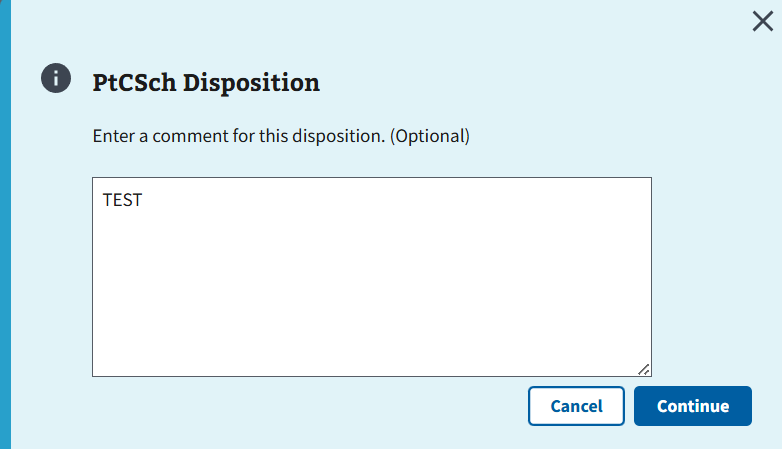 PtCSch Disposition
Enter a comment for this disposition. (Optional)
TEST
Cancel Continue